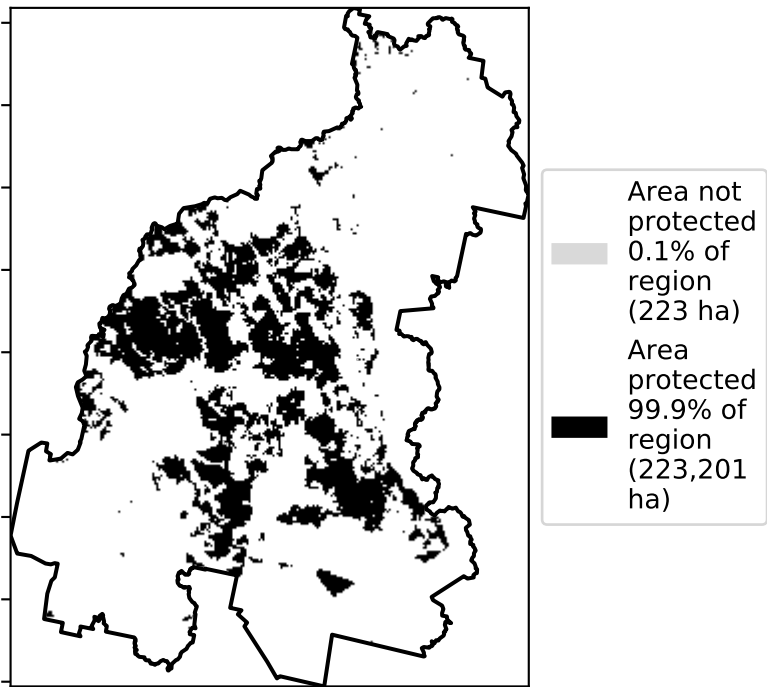 Area not
protected
0.1% of
region
(223 ha)
Area
protected
99.9% of
region
(223,201
ha)